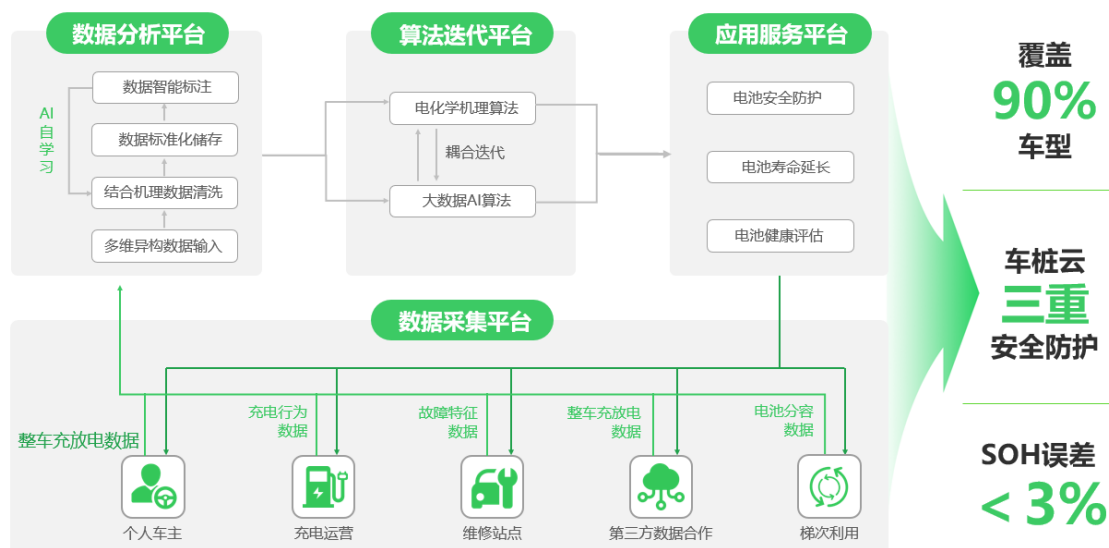 数据分析平台
算法迭代平台
应用服务平台
数据智能标注
数据标准化储存
结合机理数据清洗
多维异构数据输入
AI
自
学
习
电化学机理算法
耦合迭代
大数据AI算法
电池安全防护
电池寿命延长
电池健康评估
数据采集平台
整车充放电数据
充电行为
数据
故障特征
数据
整车充放电
数据
电池分容
数据
个人车主
充电运营
维修站点
第三方数据合作
梯次利用
覆盖
90%
车型
车桩云
三重
安全防护
SOH误差
< 3%